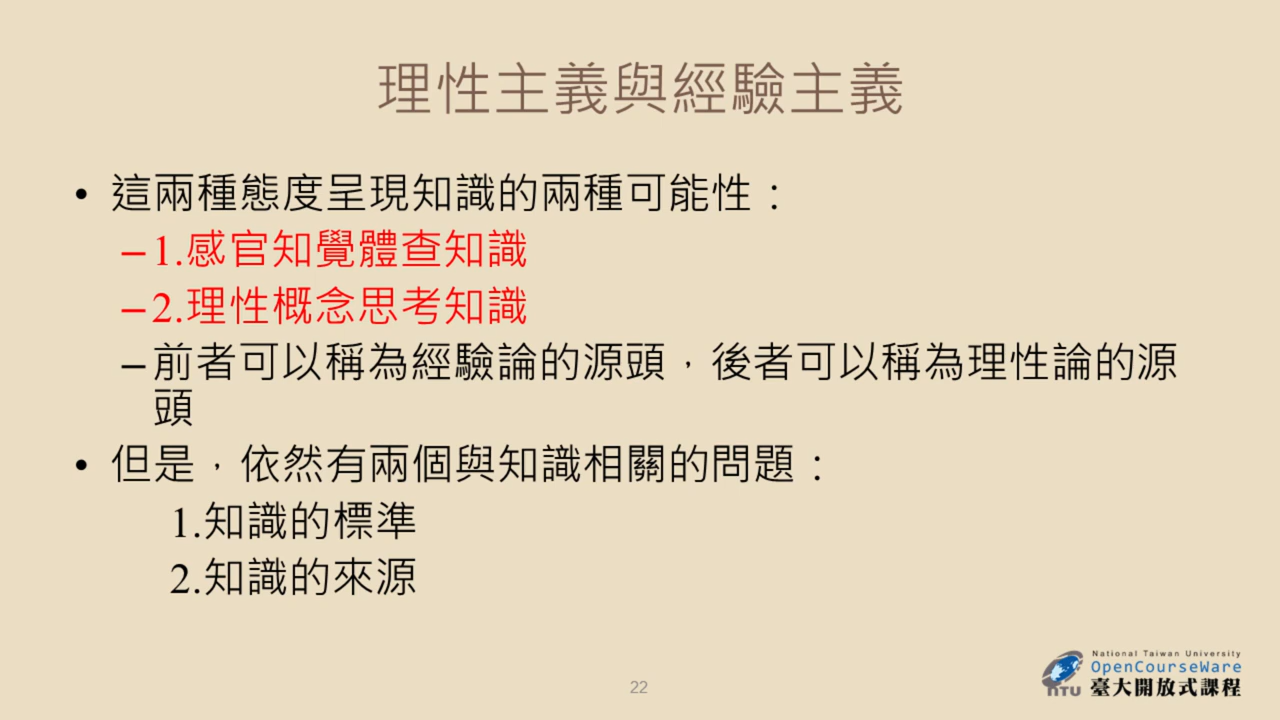 理性主義與經驗主義
• 這兩種態度呈現知識的兩種可能性：
–1.感官知覺體查知識
–2.理性概念思考知識
–前者可以稱為經驗論的源頭，後者可以稱為理性論的源
頭
• 但是，依然有兩個與知識相關的問題：
1.知識的標準
2.知識的來源
22
National Taiwan University
OpenCourseWare
NTU 臺大開放式課程